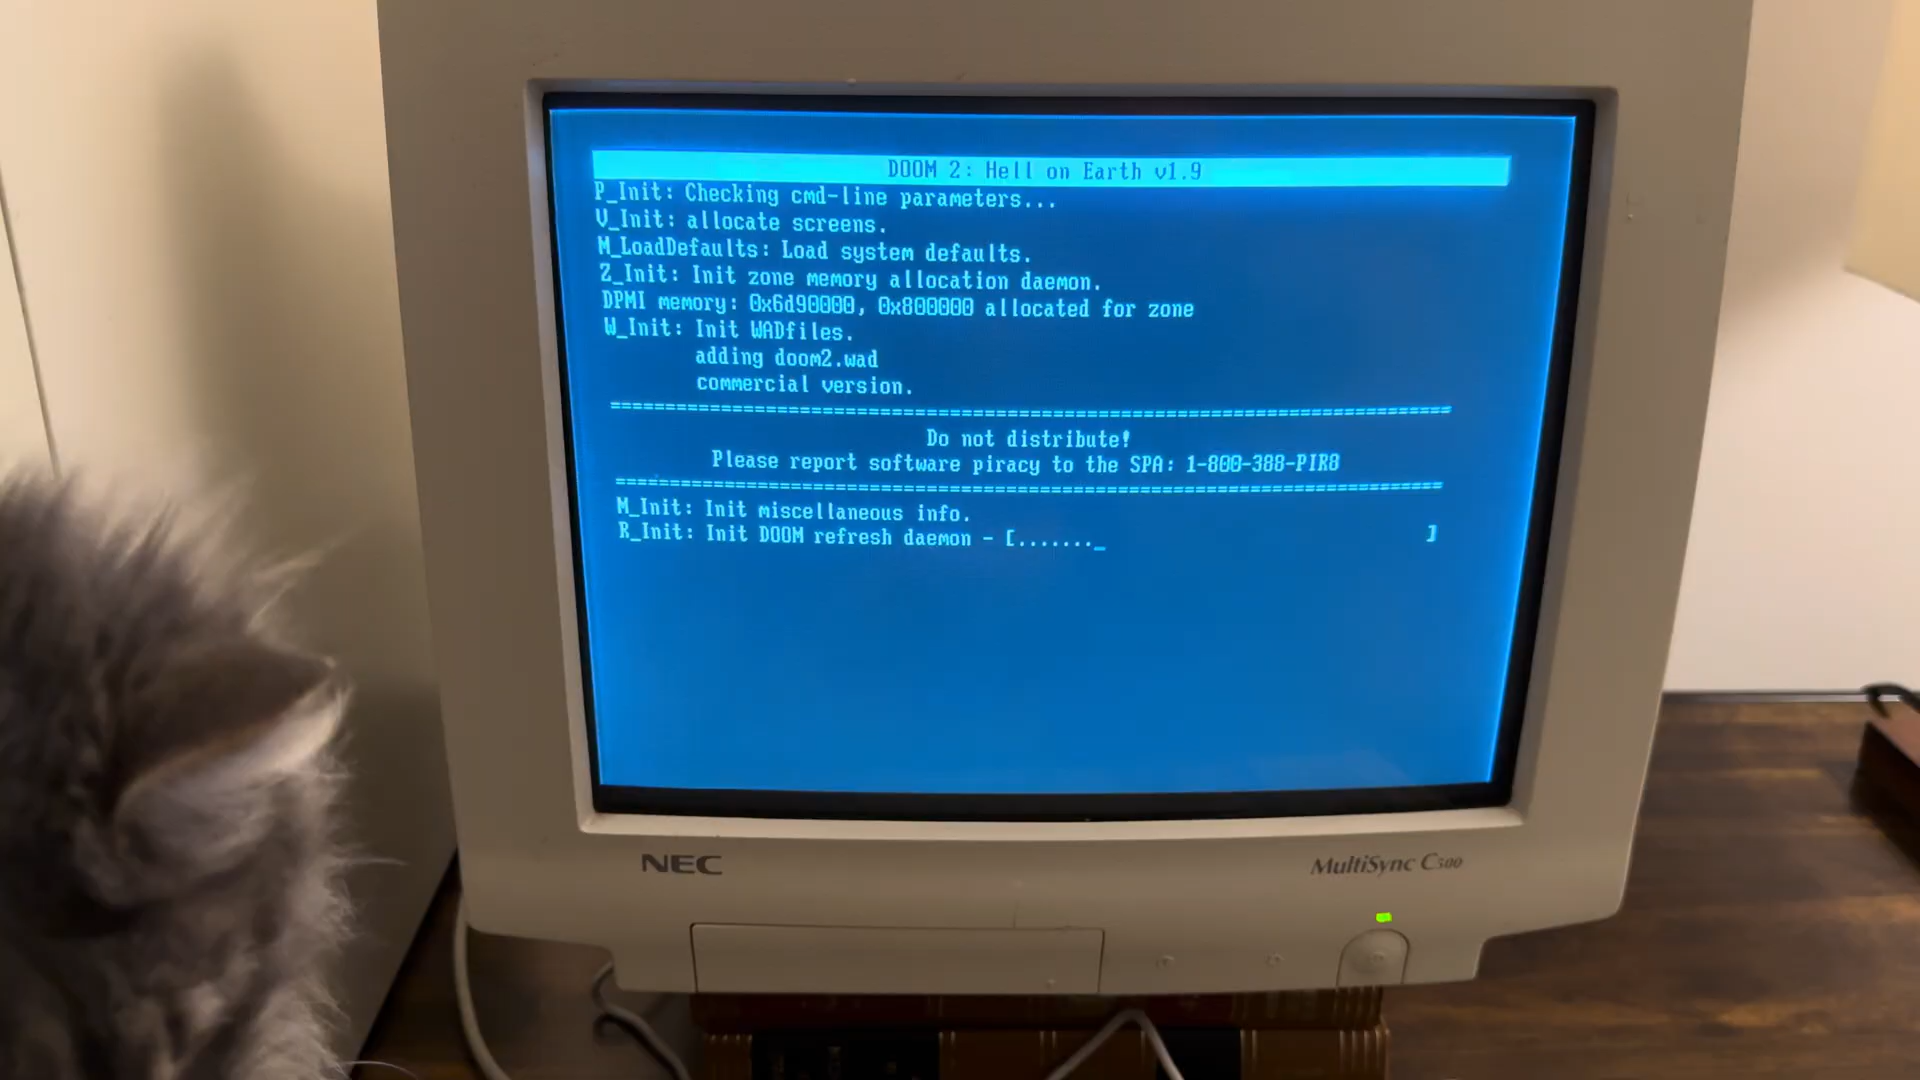 DOOM 2: Hell on Earth v1.9
P_Init: Checking cmd-line parameters...
V_Init: allocate screens.
M_LoadDefaults: Load system defaults.
Z_Init: Init zone memory allocation daemon.
DPMI memory: 0x6d90000, 0x800000 allocated for zone
W_Init: Init WADfiles.
adding doom2.wad
commercial version.
===========================================================================
Do not distribute!
Please report software piracy to the SPA: 1-800-388-PIR8
===========================================================================
M_Init: Init miscellaneous info.
R_Init: Init DOOM refresh daemon - [......._ ]
NEC
MultiSync C500